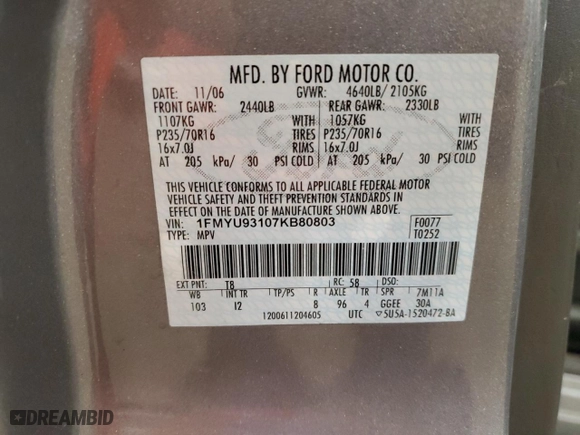 MFD. BY FORD MOTOR CO.
DATE: 11/06 GVWR: 4640LB/ 2105KG
FRONT GAWR: 2440LB REAR GAWR: 2330LB
1107KG WITH 1057KG WITH
P235/70R16 TIRES P235/70R16 TIRES
16x7.0J RIMS 16x7.0J RIMS
AT 205 kPa/ 30 PSI COLD AT 205 kPa/ 30 PSI COLD
THIS VEHICLE CONFORMS TO ALL APPLICABLE FEDERAL MOTOR
VEHICLE SAFETY AND THEFT PREVENTION STANDARDS IN
EFFECT ON THE DATE OF MANUFACTURE SHOWN ABOVE.
VIN: 1FMYU93107KB80803 F0077
TYPE: MPV T0252
EXT PNT: T8 RC: 58 DSO:
WB INT TR TP/PS R AXLE TR SPR 7M11A
103 I2 8 96 4 GGEE 30A
1200611204605 UTC ▽5U5A-1520472-BA
DREAMBID